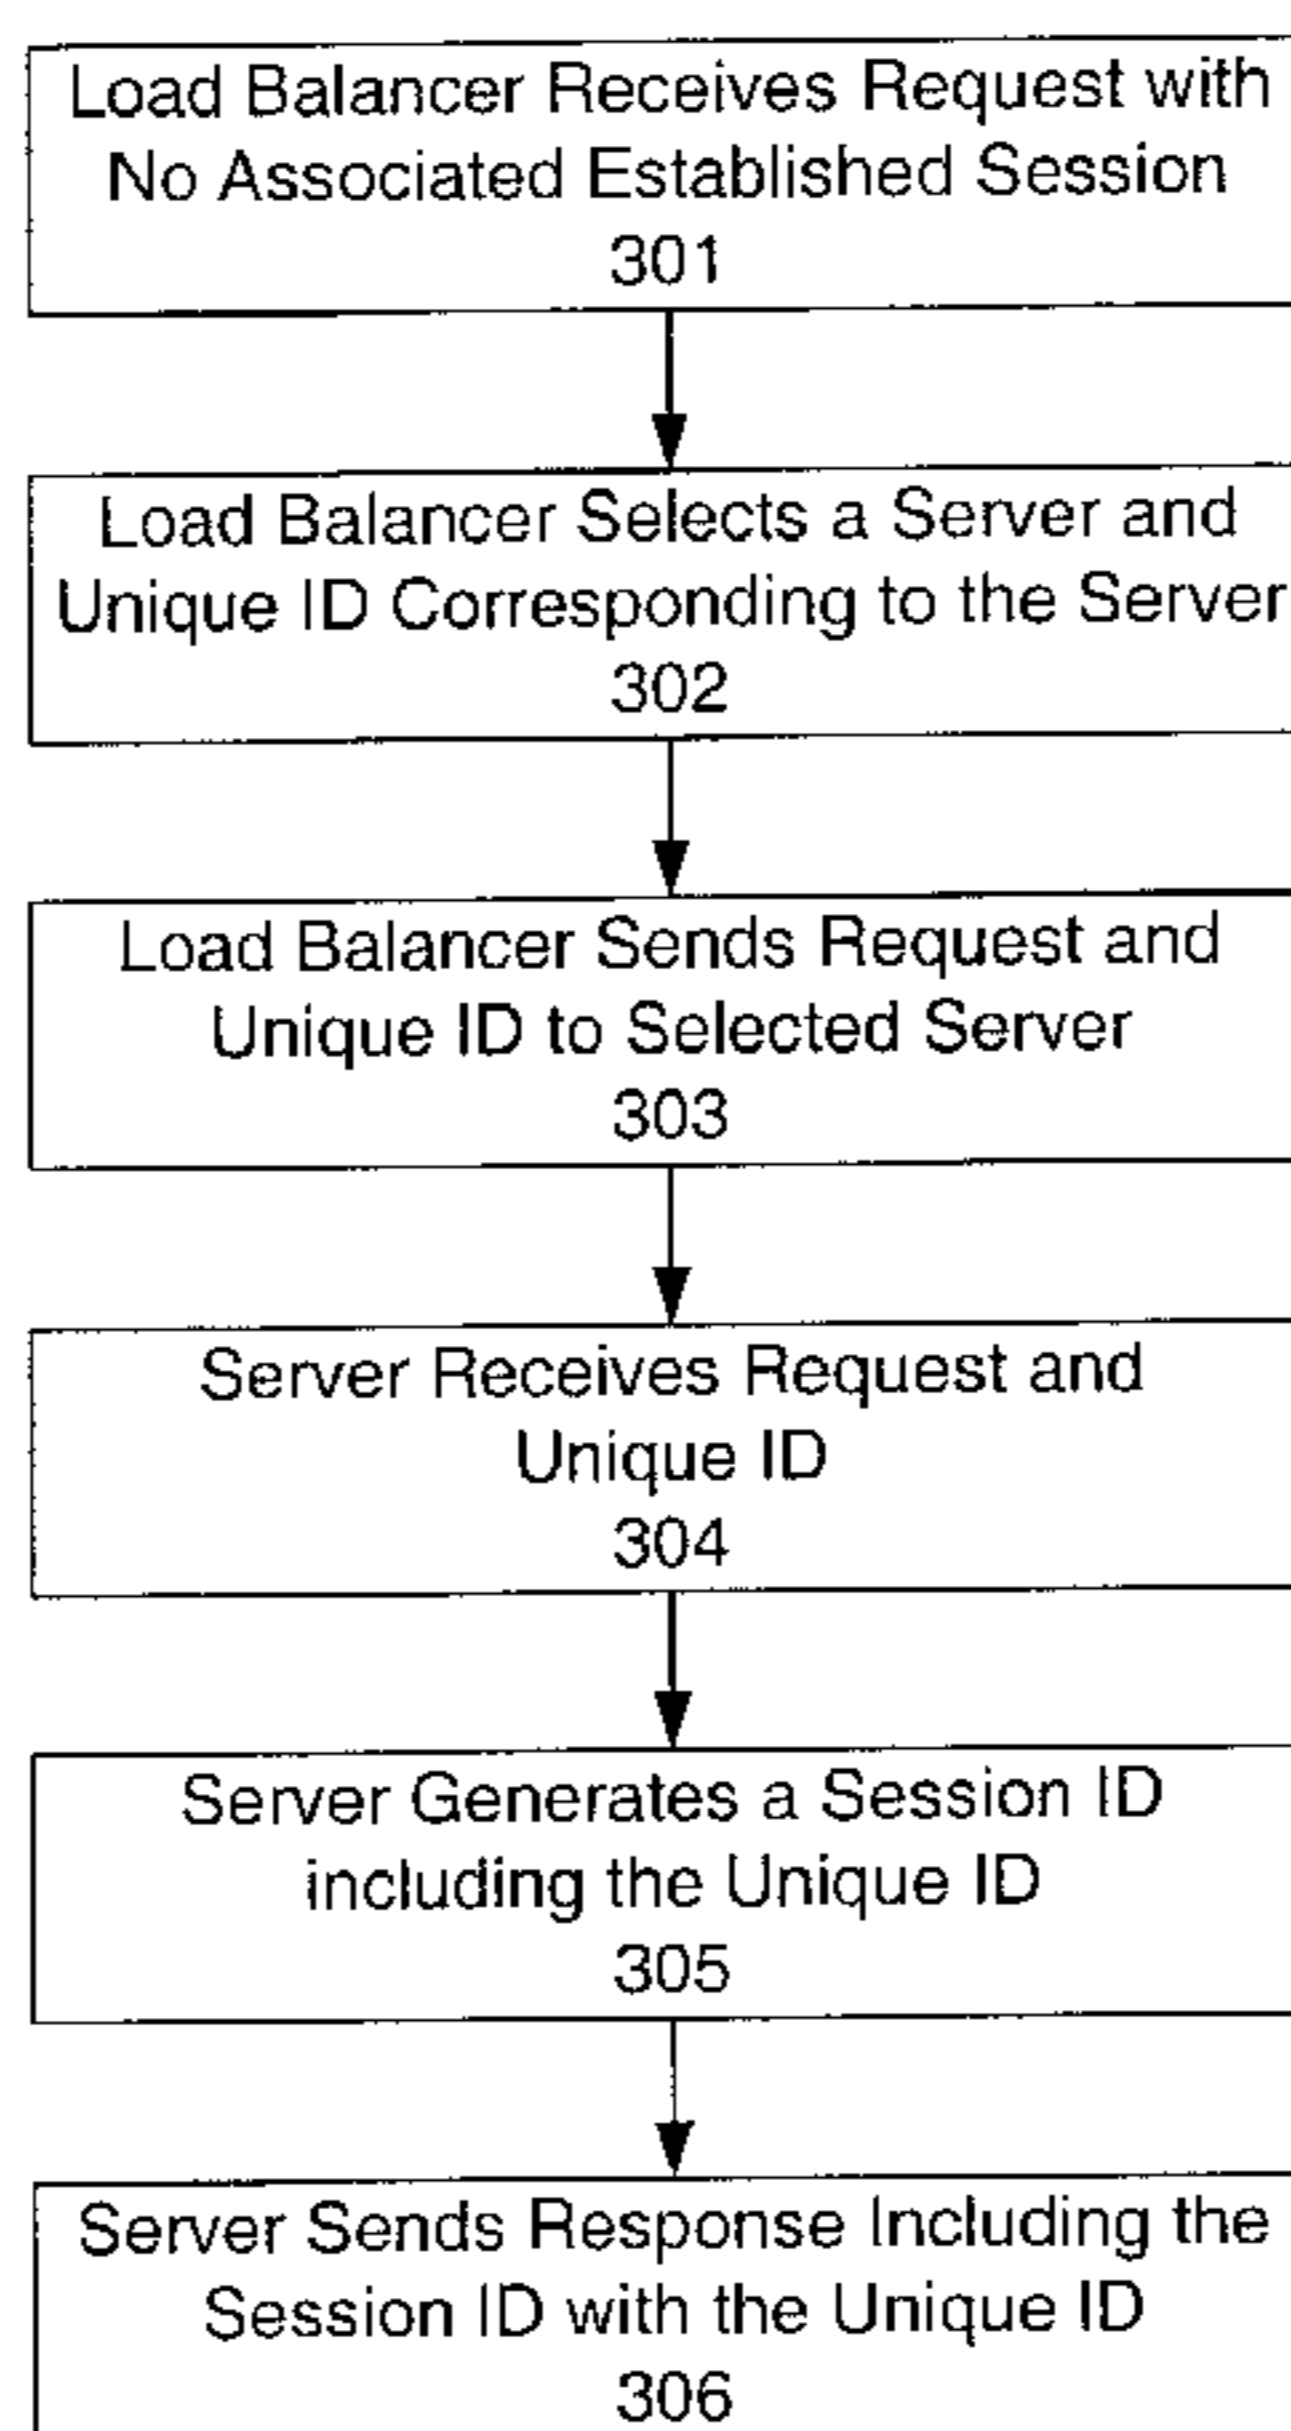 Load Balancer Receives Request with
No Associated Established Session
301
Load Balancer Selects a Server and
Unique ID Corresponding to the Server
302
Load Balancer Sends Request and
Unique ID to Selected Server
303
Server Receives Request and
Unique ID
304
Server Generates a Session ID
including the Unique ID
305
Server Sends Response Including the
Session ID with the Unique ID
306